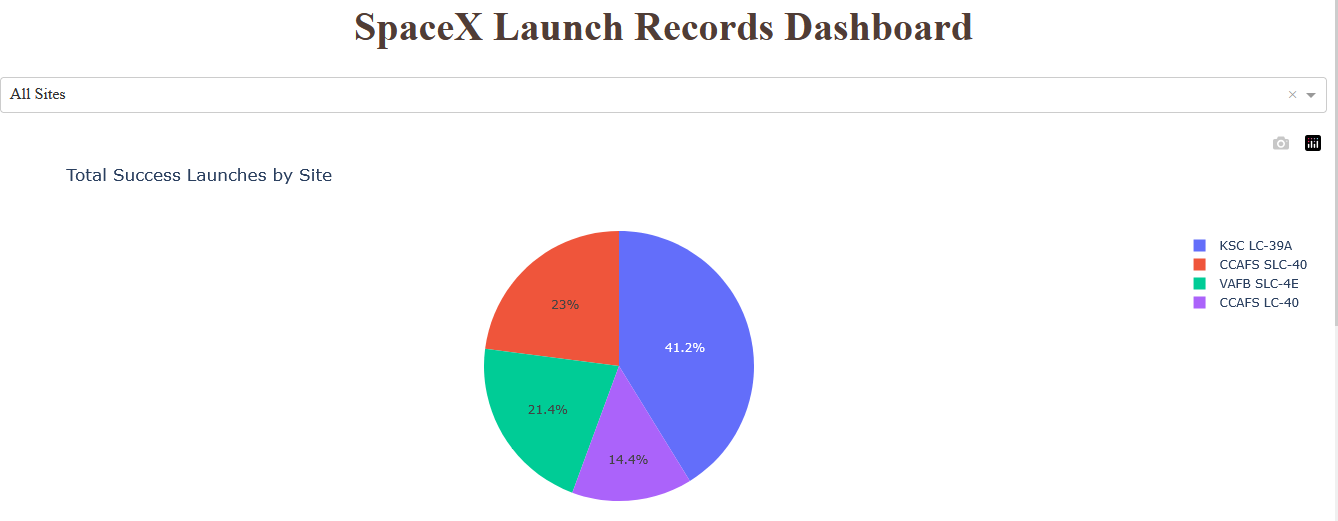 SpaceX Launch Records Dashboard
All Sites
Total Success Launches by Site
KSC LC-39A
CCAFS SLC-40
VAFB SLC-4E
CCAFS LC-40
23%
41.2%
21.4%
14.4%